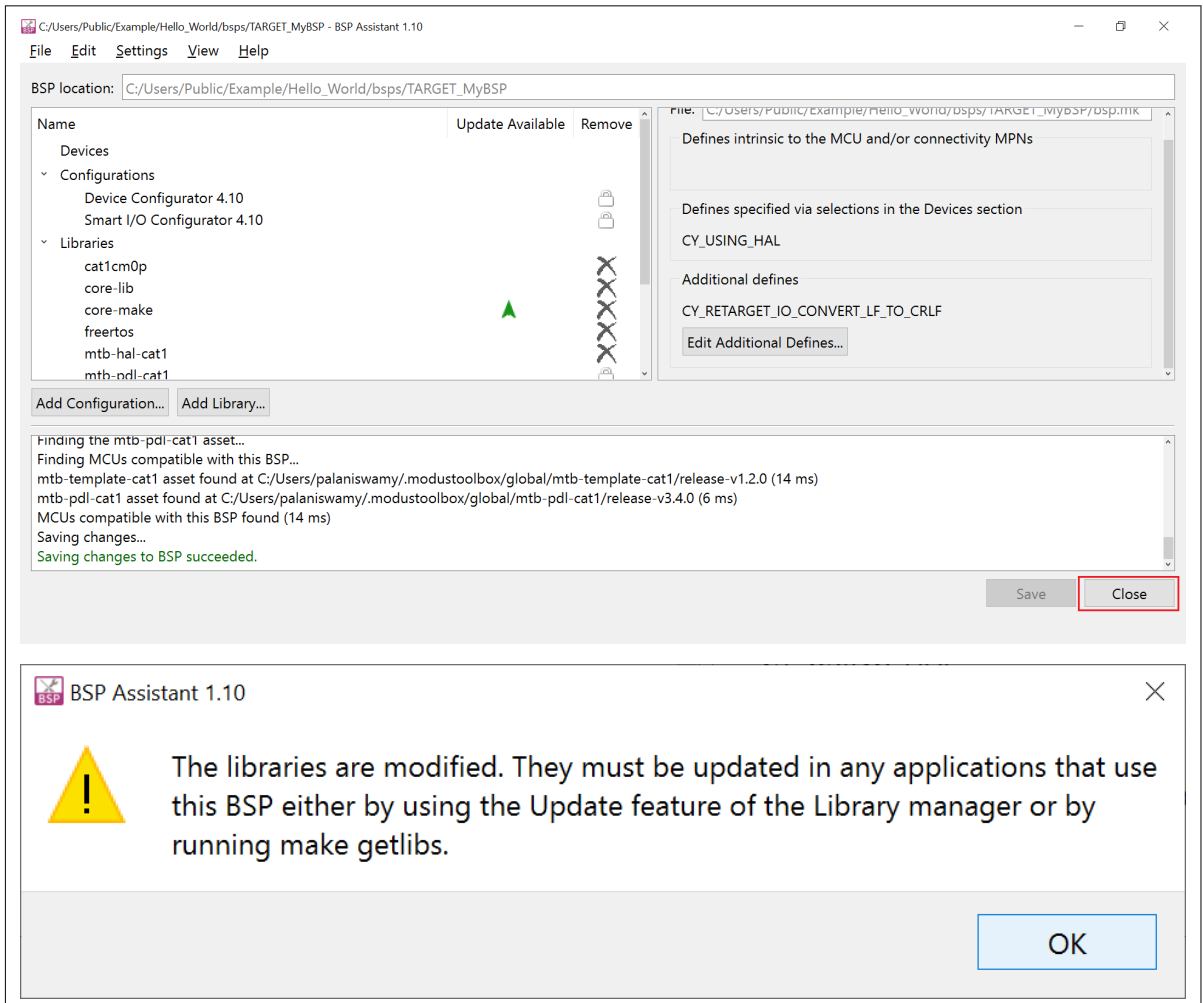 C:/Users/Public/Example/Hello_World/bsps/TARGET_MyBSP - BSP Assistant 1.10
File Edit Settings View Help
BSP location: C:/Users/Public/Example/Hello_World/bsps/TARGET_MyBSP
Name Update Available Remove
Devices
Configurations
Device Configurator 4.10
Smart I/O Configurator 4.10
Libraries
cat1cm0p
core-lib
core-make
freertos
mtb-hal-cat1
mtb-pdl-cat1
File: C:/Users/Public/Example/Hello_World/bsps/TARGET_MyBSP/bsp.mk
Defines intrinsic to the MCU and/or connectivity MPNs
Defines specified via selections in the Devices section
CY_USING_HAL
Additional defines
CY_RETARGET_IO_CONVERT_LF_TO_CRLF
Edit Additional Defines...
Add Configuration... Add Library...
Finding the mtb-pdl-cat1 asset...
Finding MCUs compatible with this BSP...
mtb-template-cat1 asset found at C:/Users/palaniswamy/.modustoolbox/global/mtb-template-cat1/release-v1.2.0 (14 ms)
mtb-pdl-cat1 asset found at C:/Users/palaniswamy/.modustoolbox/global/mtb-pdl-cat1/release-v3.4.0 (6 ms)
MCUs compatible with this BSP found (14 ms)
Saving changes...
Saving changes to BSP succeeded.
Save Close
BSP BSP Assistant 1.10
The libraries are modified. They must be updated in any applications that use
this BSP either by using the Update feature of the Library manager or by
running make getlibs.
OK